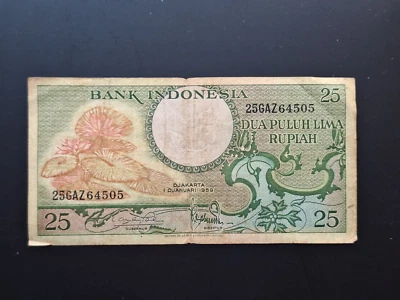 BANK INDONESIA
25
25GAZ64505
DUA PULUH LIMA
RUPIAH
25GAZ64505
DJAKARTA
1 DJANUARI 1959
25
25